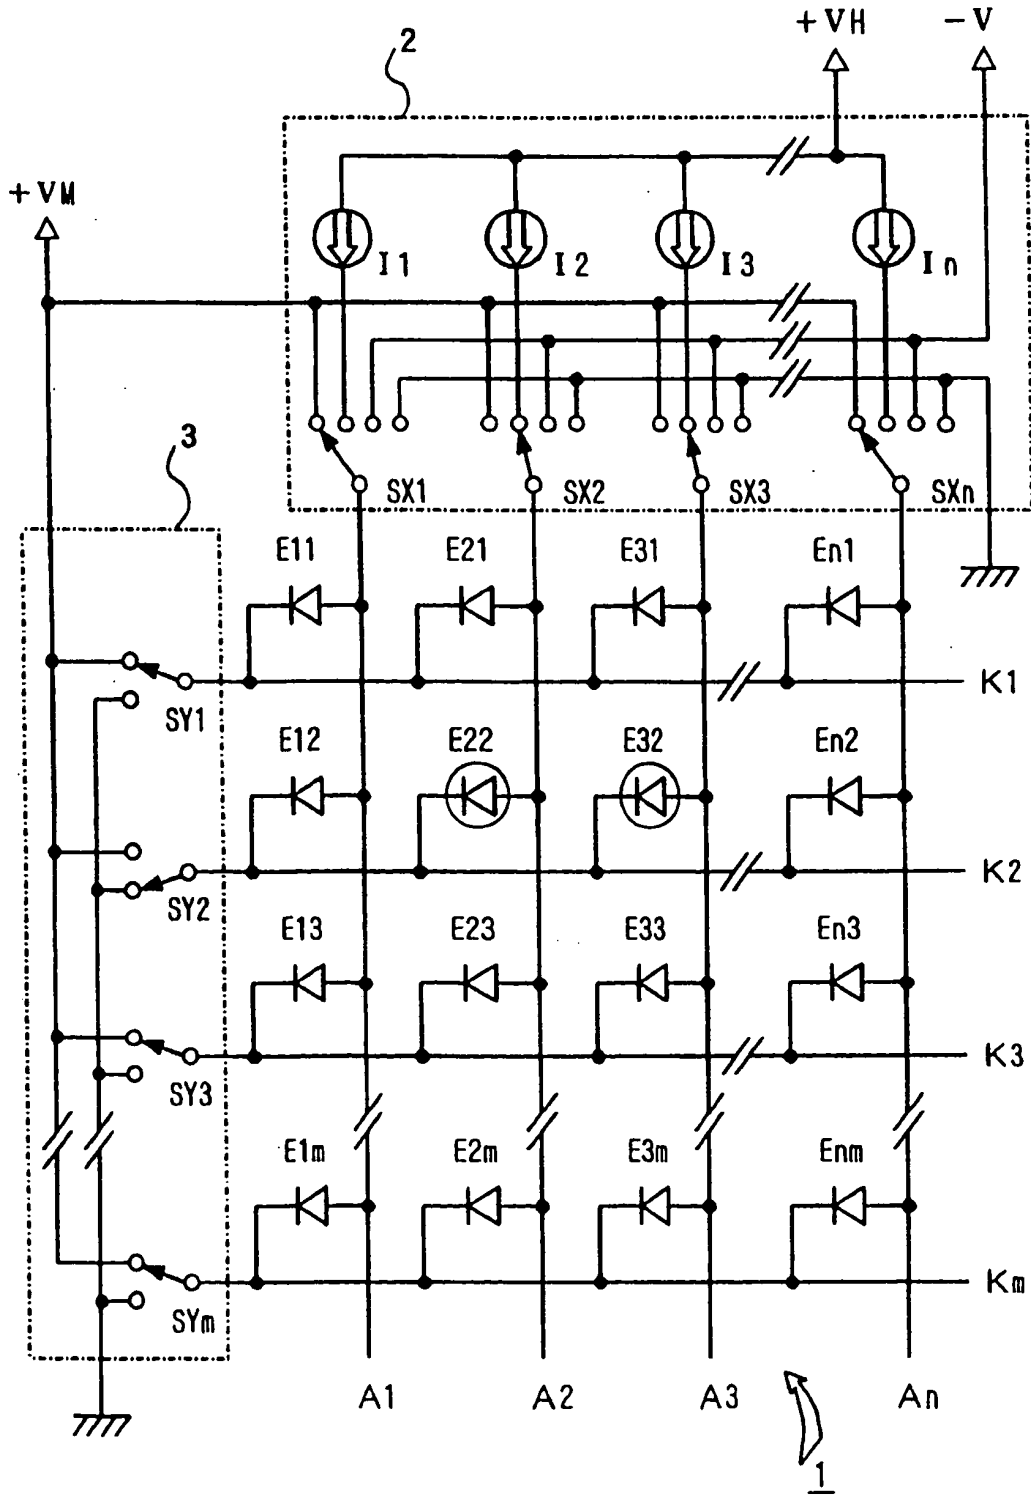 +VH -V
2
+VM
I1 I2 I3 In
3
SX1 SX2 SX3 SXn
E11 E21 E31 En1
K1
SY1
E12 E22 E32 En2
K2
SY2
E13 E23 E33 En3
K3
SY3
E1m E2m E3m Enm
Km
SYm
A1 A2 A3 An
1